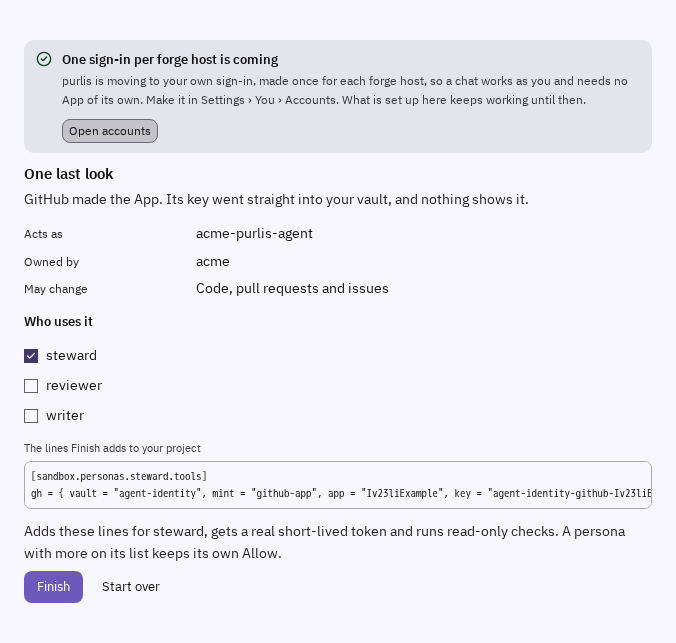 One sign-in per forge host is coming
purlis is moving to your own sign-in, made once for each forge host, so a chat works as you and needs no
App of its own. Make it in Settings › You › Accounts. What is set up here keeps working until then.
Open accounts
One last look
GitHub made the App. Its key went straight into your vault, and nothing shows it.
Acts as acme-purlis-agent
Owned by acme
May change Code, pull requests and issues
Who uses it
steward
reviewer
writer
The lines Finish adds to your project
[sandbox.personas.steward.tools]
gh = { vault = "agent-identity", mint = "github-app", app = "Iv23liExample", key = "agent-identity-github-Iv23liE
Adds these lines for steward, gets a real short-lived token and runs read-only checks. A persona
with more on its list keeps its own Allow.
Finish Start over